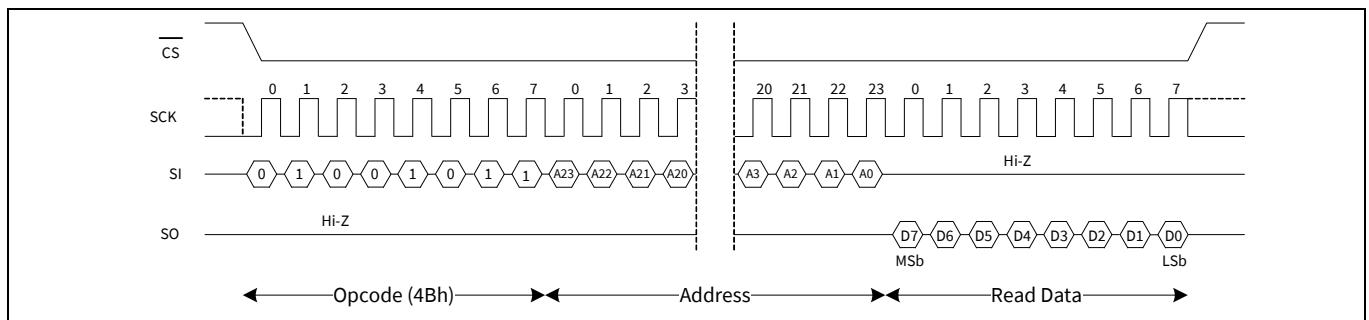 CS
0 1 2 3 4 5 6 7 0 1 2 3 20 21 22 23 0 1 2 3 4 5 6 7
SCK
SI 0 1 0 0 1 0 1 1 A23 A22 A21 A20 A3 A2 A1 A0 Hi-Z
Hi-Z
SO D7 D6 D5 D4 D3 D2 D1 D0
MSb LSb
Opcode (4Bh) Address Read Data